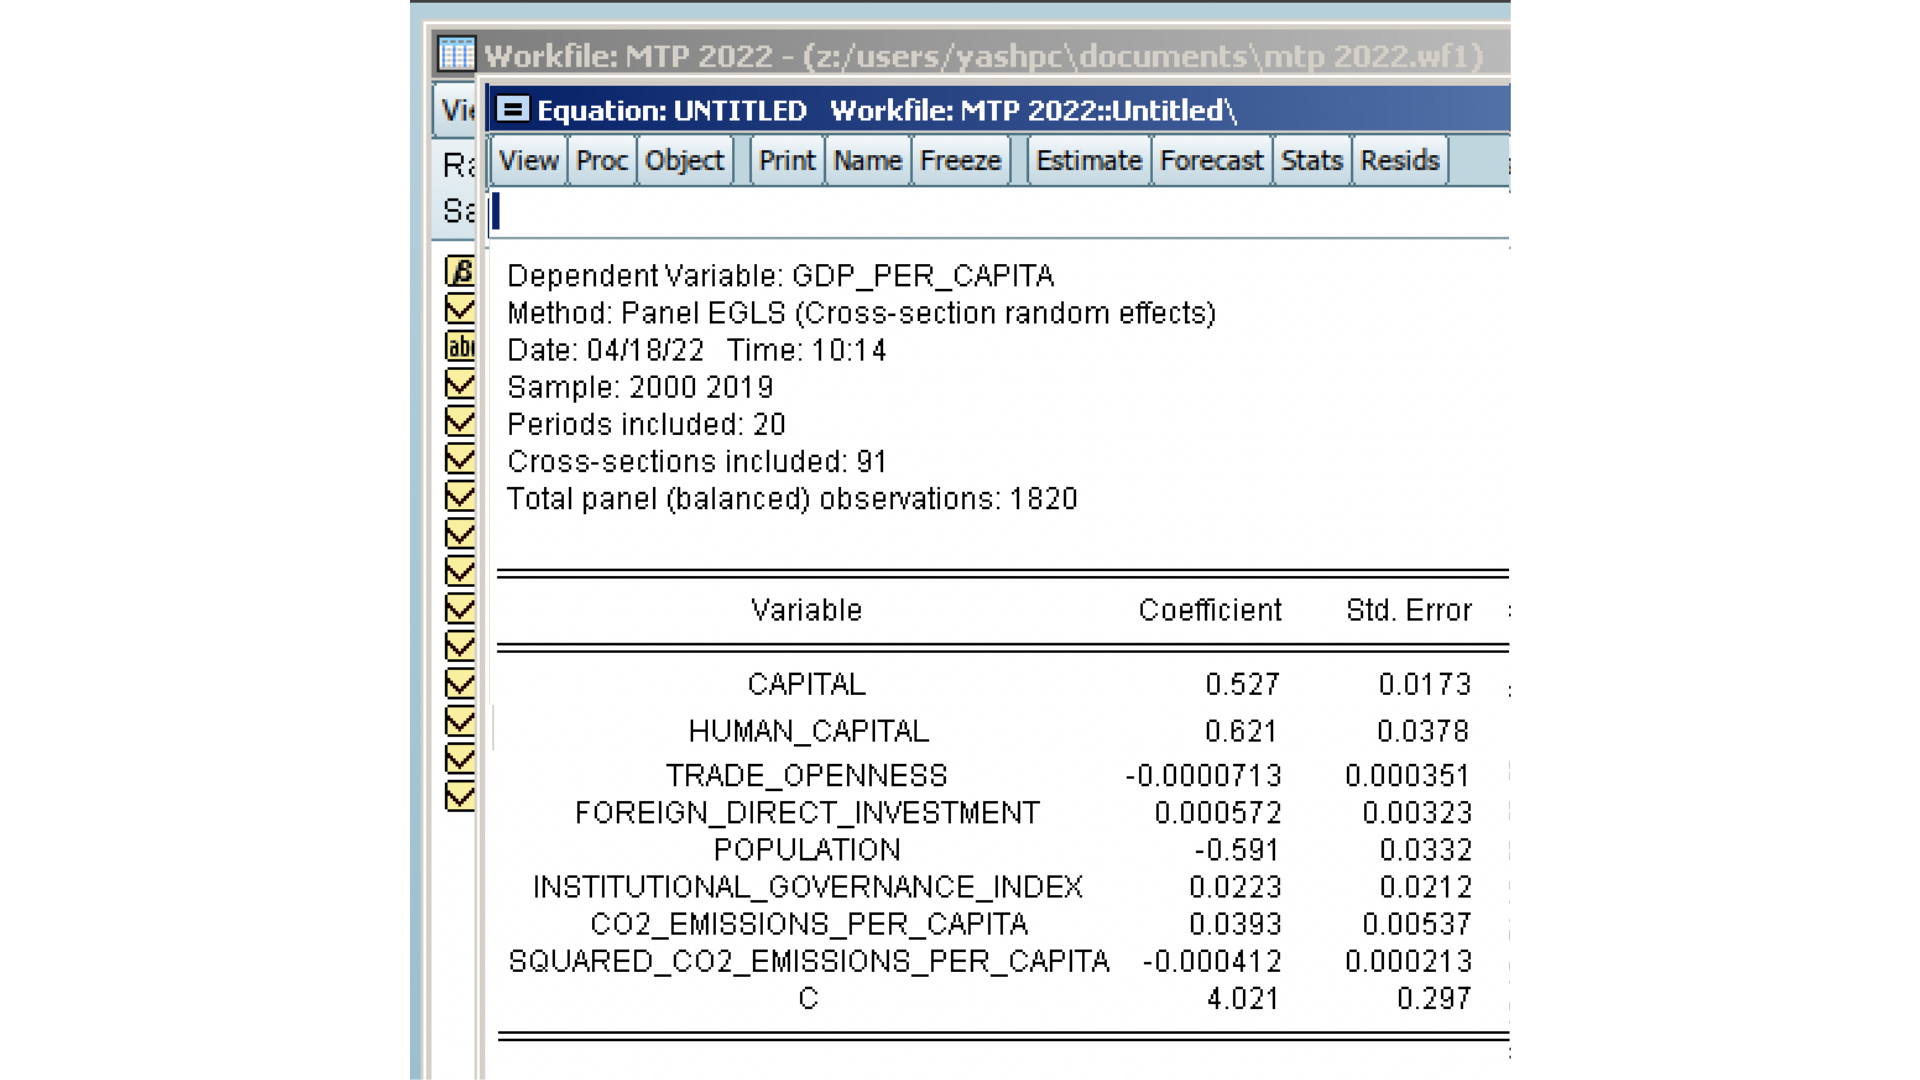 Workfile: MTP 2022 - (z:/users/yashpc\documents\mtp 2022.wf1)
Equation: UNTITLED Workfile: MTP 2022::Untitled\
View Proc Object Print Name Freeze Estimate Forecast Stats Resids
Dependent Variable: GDP_PER_CAPITA
Method: Panel EGLS (Cross-section random effects)
Date: 04/18/22 Time: 10:14
Sample: 2000 2019
Periods included: 20
Cross-sections included: 91
Total panel (balanced) observations: 1820
Variable Coefficient Std. Error
CAPITAL 0.527 0.0173
HUMAN_CAPITAL 0.621 0.0378
TRADE_OPENNESS -0.0000713 0.000351
FOREIGN_DIRECT_INVESTMENT 0.000572 0.00323
POPULATION -0.591 0.0332
INSTITUTIONAL_GOVERNANCE_INDEX 0.0223 0.0212
CO2_EMISSIONS_PER_CAPITA 0.0393 0.00537
SQUARED_CO2_EMISSIONS_PER_CAPITA -0.000412 0.000213
C 4.021 0.297